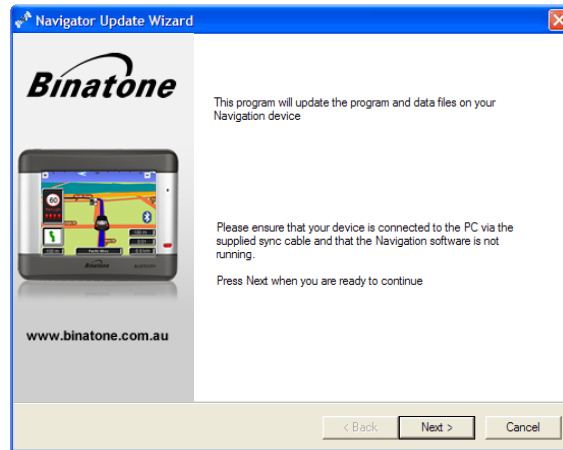 Navigator Update Wizard
Binatone
This program will update the program and data files on your
Navigation device
60
Binatone
Please ensure that your device is connected to the PC via the
supplied sync cable and that the Navigation software is not
running.
Press Next when you are ready to continue
www.binatone.com.au
< Back
Next >
Cancel